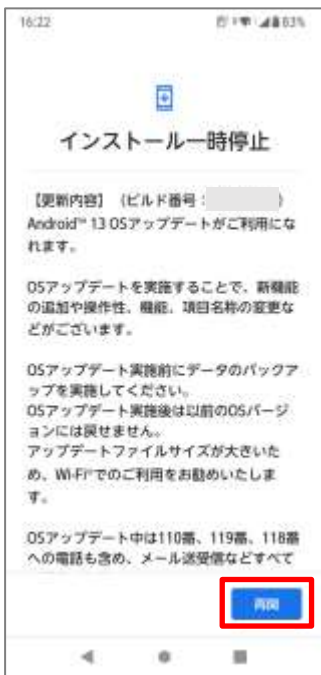 16:22
83%
インストール一時停止
【更新内容】（ビルド番号：　　　）
Android™ 13 OSアップデートがご利用にな
れます。
OSアップデートを実施することで、新機能
の追加や操作性、機能、項目名称の変更な
どがございます。
OSアップデート実施前にデータのバックア
ップを実施してください。
OSアップデート実施後は以前のOSバージ
ョンには戻せません。
アップデートファイルサイズが大きいた
め、Wi-Fi®でのご利用をお勧めいたしま
す。
OSアップデート中は110番、119番、118番
への電話も含め、メール送受信などすべて
再開